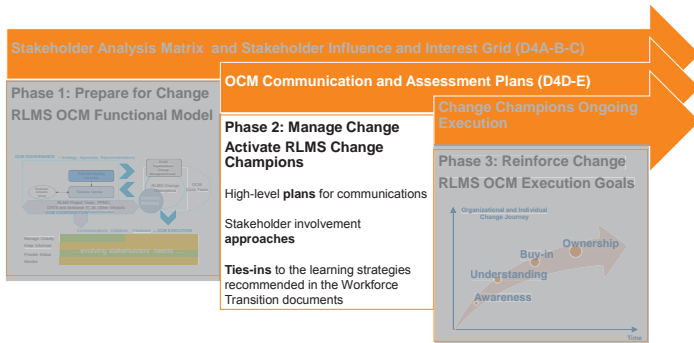 Stakeholder Analysis Matrix and Stakeholder Influence and Interest Grid (D4A-B-C)
OCM Communication and Assessment Plans (D4D-E)
Change Champions Ongoing
Execution
Phase 1: Prepare for Change
RLMS OCM Functional Model
Phase 2: Manage Change
Activate RLMS Change
Champions
High-level plans for communications
Stakeholder involvement
approaches
Ties-ins to the learning strategies
recommended in the Workforce
Transition documents
Phase 3: Reinforce Change
RLMS OCM Execution Goals
Organizational and Individual
Change Journey
Ownership
Buy-in
Understanding
Awareness
Time